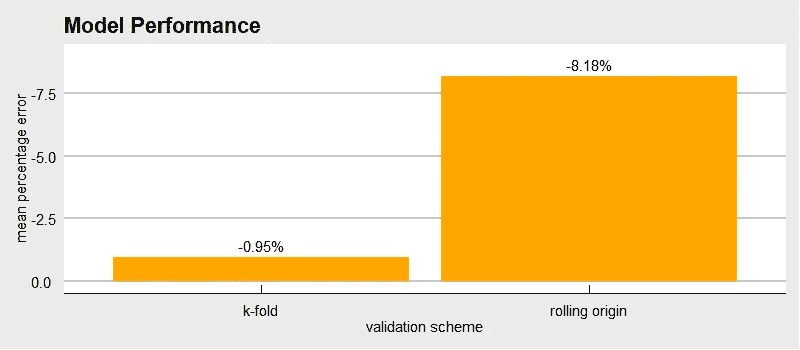 Model Performance
-8.18%
-7.5
mean percentage error
-5.0
-2.5
-0.95%
0.0
k-fold
rolling origin
validation scheme